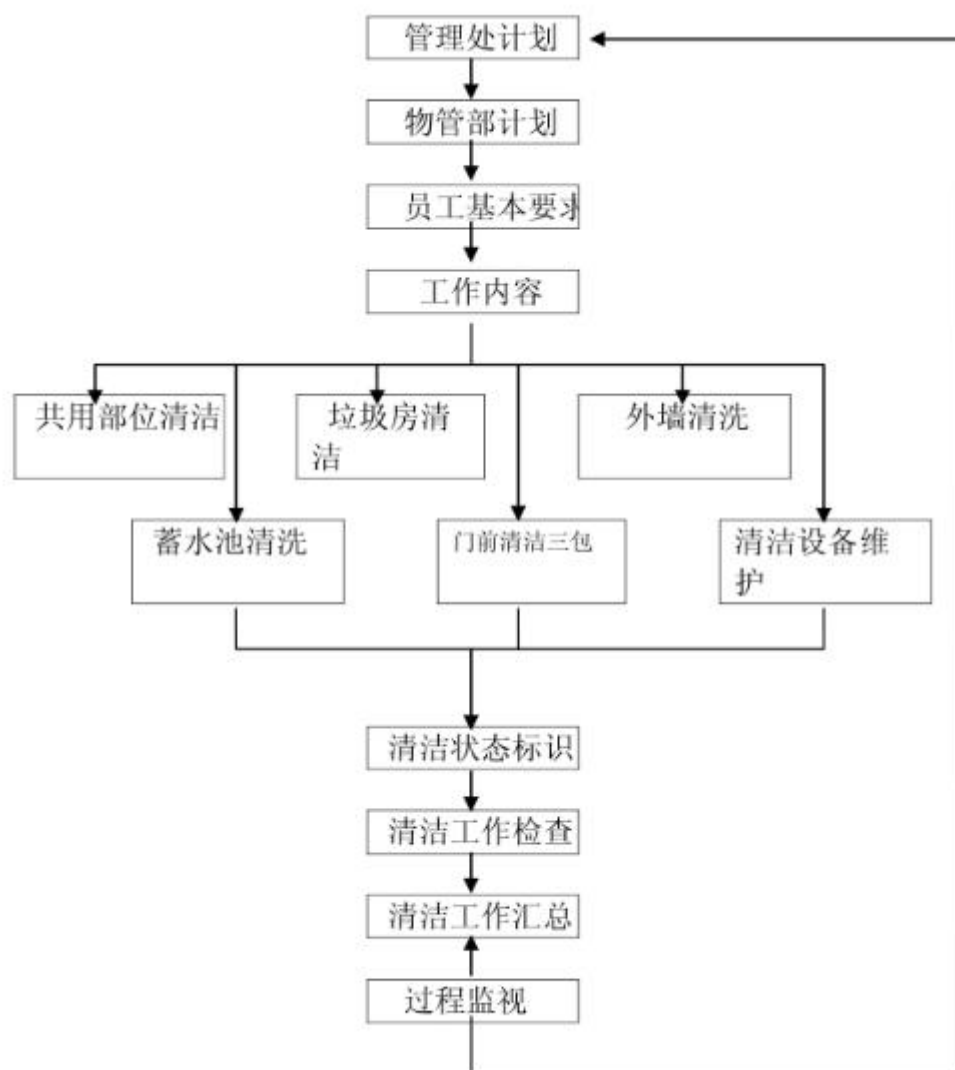 管理处计划
物管部计划
员工基本要求
工作内容
共用部位清洁
垃圾房清
洁
外墙清洗
蓄水池清洗
门前清洁三包
清洁设备维
护
清洁状态标识
清洁工作检查
清洁工作汇总
过程监视